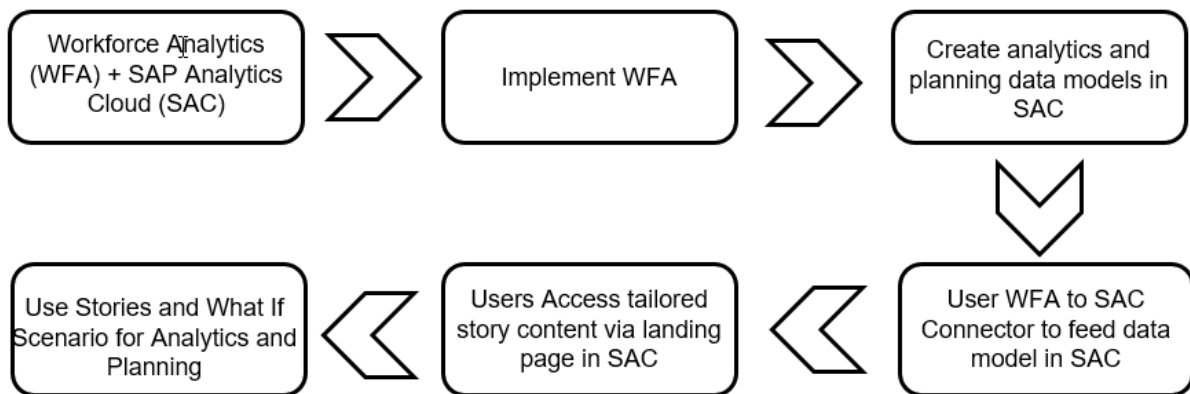 Workforce Analytics
(WFA) + SAP Analytics
Cloud (SAC)
Implement WFA
Create analytics and
planning data models in
SAC
User WFA to SAC
Connector to feed data
model in SAC
Users Access tailored
story content via landing
page in SAC
Use Stories and What If
Scenario for Analytics and
Planning